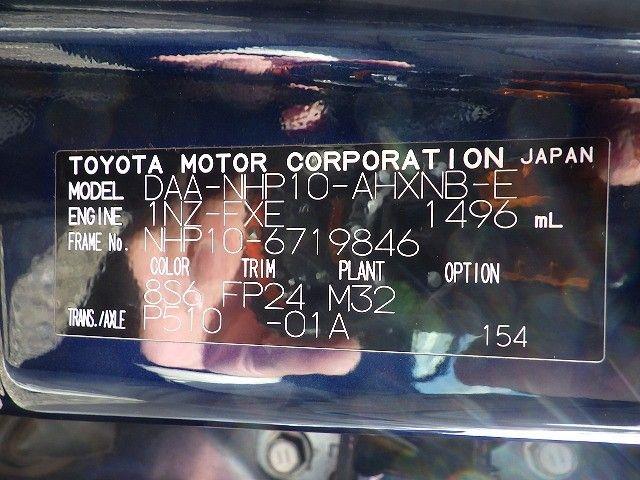 TOYOTA MOTOR CORPORATION JAPAN
MODEL DAA-NHP10-AHXNB-E
ENGINE 1NZ-FXE 1496 mL
FRAME No. NHP10-6719846
COLOR TRIM PLANT OPTION
8S6 FP24 M32
TRANS./AXLE P510 -01A
154